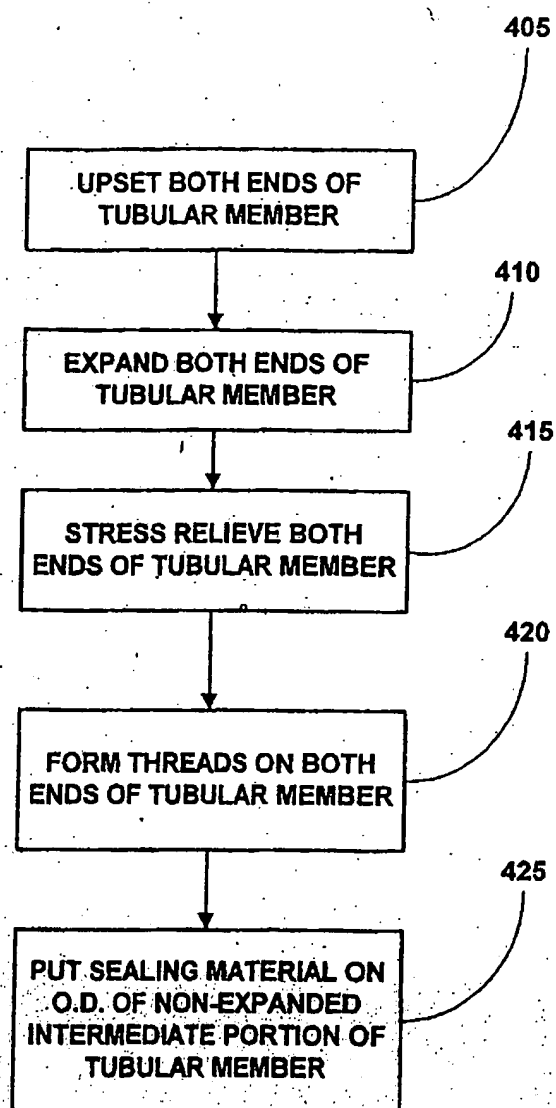 405
UPSET BOTH ENDS OF
TUBULAR MEMBER
410
EXPAND BOTH ENDS OF
TUBULAR MEMBER
415
STRESS RELIEVE BOTH
ENDS OF TUBULAR MEMBER
420
FORM THREADS ON BOTH
ENDS OF TUBULAR MEMBER
425
PUT SEALING MATERIAL ON
O.D. OF NON-EXPANDED
INTERMEDIATE PORTION OF
TUBULAR MEMBER